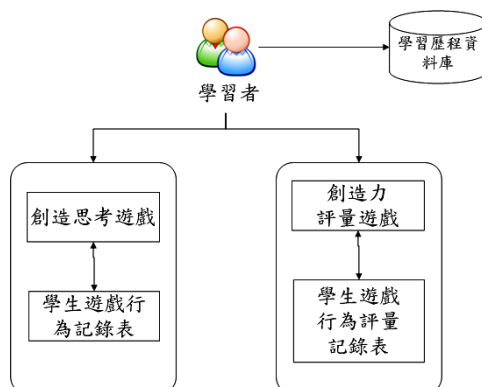 學習歷程資
料庫
學習者
創造思考遊戲
學生遊戲行
為記錄表
創造力
評量遊戲
學生遊戲
行為評量
記錄表